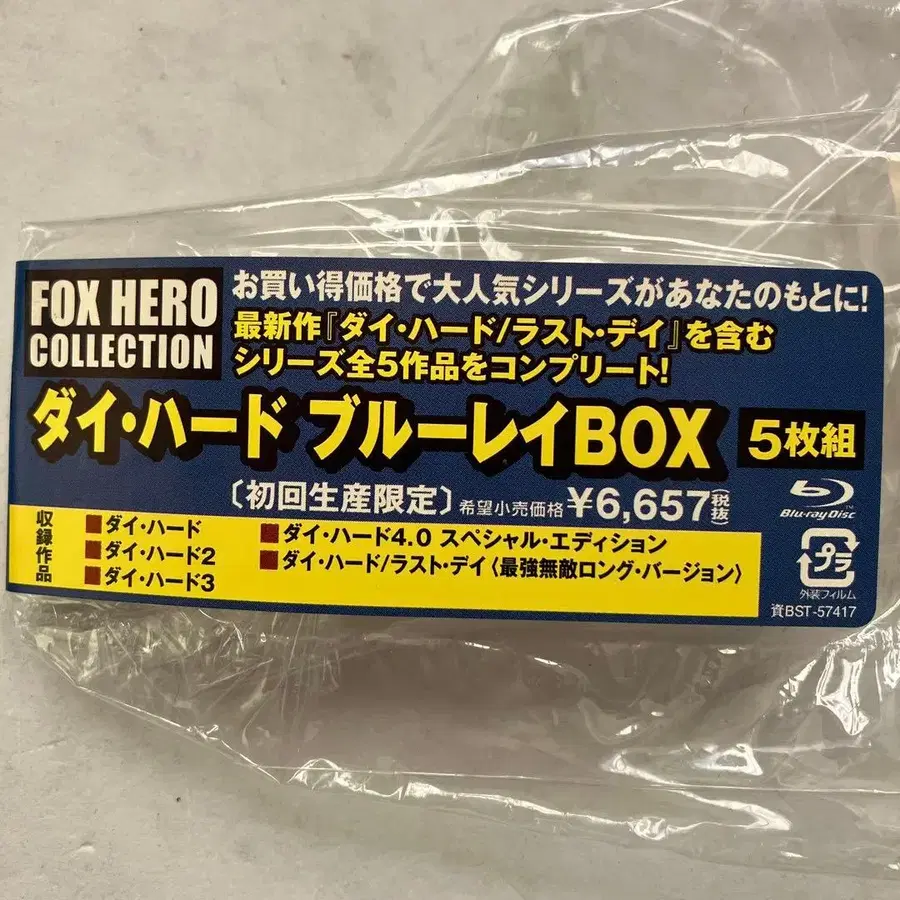 FOX HERO
COLLECTION
お買い得価格で大人気シリーズがあなたのもとに!
最新作『ダイ・ハード/ラスト・デイ』を含む
シリーズ全5作品をコンプリート!
ダイ・ハード ブルーレイBOX 5枚組
〔初回生産限定〕希望小売価格¥6,657(税抜)
Blu-ray Disc
収録作品
■ダイ・ハード
■ダイ・ハード2
■ダイ・ハード3
■ダイ・ハード4.0 スペシャル・エディション
■ダイ・ハード/ラスト・デイ〈最強無敵ロング・バージョン〉
プラ
外装フィルム
資BST-57417